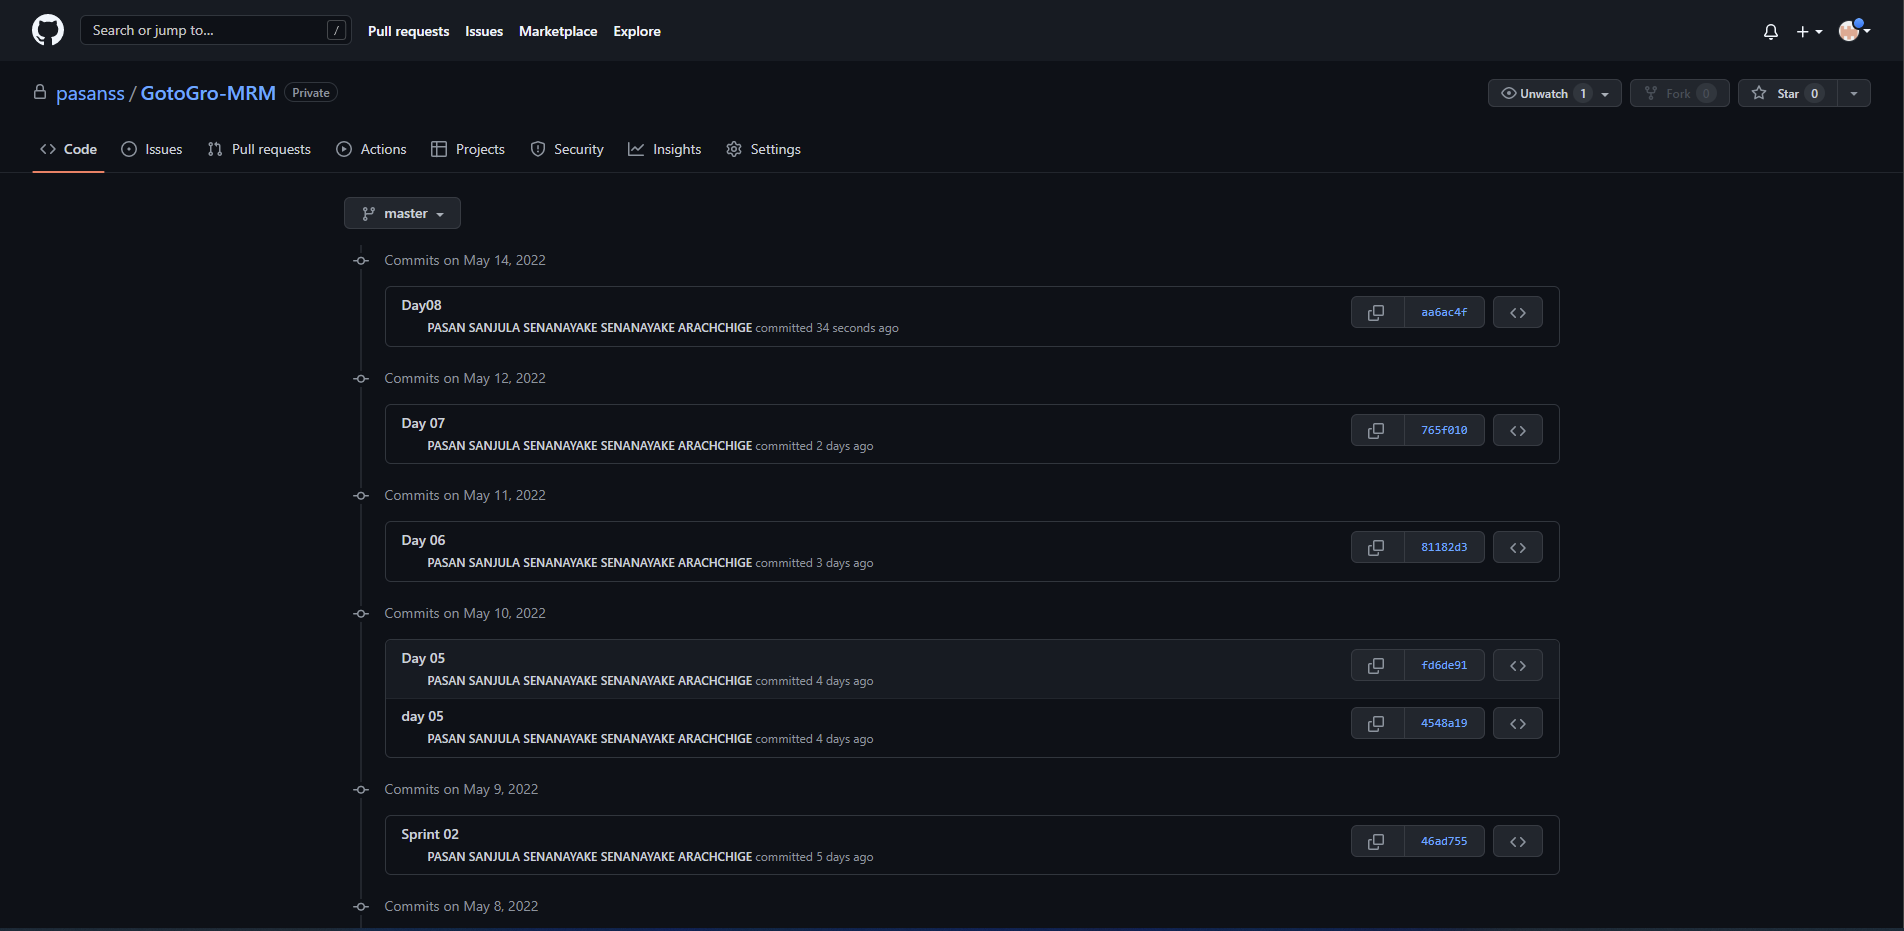 Search or jump to... /
Pull requests Issues Marketplace Explore
pasanss / GotoGro-MRM Private
Unwatch 1 Fork 0 Star 0
Code Issues Pull requests Actions Projects Security Insights Settings
master
Commits on May 14, 2022
Day08
aa6ac4f
PASAN SANJULA SENANAYAKE SENANAYAKE ARACHCHIGE committed 34 seconds ago
Commits on May 12, 2022
Day 07
765f010
PASAN SANJULA SENANAYAKE SENANAYAKE ARACHCHIGE committed 2 days ago
Commits on May 11, 2022
Day 06
81182d3
PASAN SANJULA SENANAYAKE SENANAYAKE ARACHCHIGE committed 3 days ago
Commits on May 10, 2022
Day 05
fd6de91
PASAN SANJULA SENANAYAKE SENANAYAKE ARACHCHIGE committed 4 days ago
day 05
4548a19
PASAN SANJULA SENANAYAKE SENANAYAKE ARACHCHIGE committed 4 days ago
Commits on May 9, 2022
Sprint 02
46ad755
PASAN SANJULA SENANAYAKE SENANAYAKE ARACHCHIGE committed 5 days ago
Commits on May 8, 2022